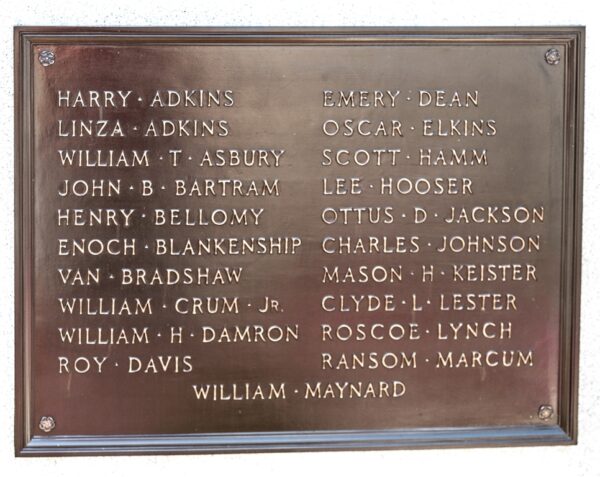 HARRY · ADKINS
LINZA · ADKINS
WILLIAM · T · ASBURY
JOHN · B · BARTRAM
HENRY · BELLOMY
ENOCH · BLANKENSHIP
VAN · BRADSHAW
WILLIAM · CRUM · JR.
WILLIAM · H · DAMRON
ROY · DAVIS
EMERY · DEAN
OSCAR · ELKINS
SCOTT · HAMM
LEE · HOOSER
OTTUS · D · JACKSON
CHARLES · JOHNSON
MASON · H · KEISTER
CLYDE · L · LESTER
ROSCOE · LYNCH
RANSOM · MARCUM
WILLIAM · MAYNARD